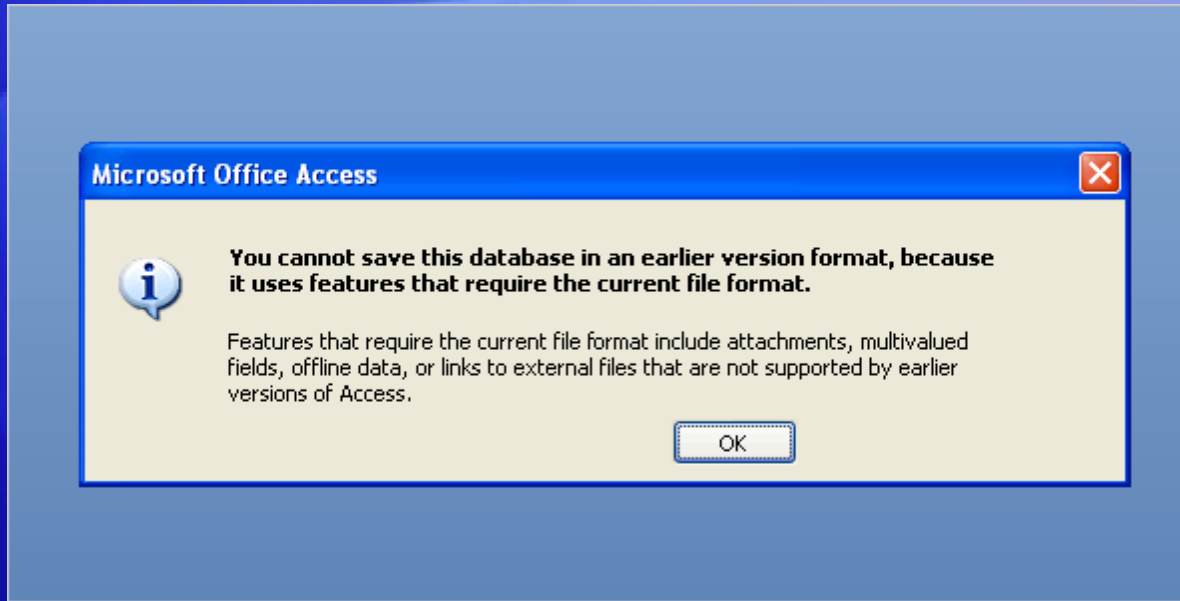 Microsoft Office Access
You cannot save this database in an earlier version format, because
it uses features that require the current file format.
Features that require the current file format include attachments, multivalued
fields, offline data, or links to external files that are not supported by earlier
versions of Access.
OK